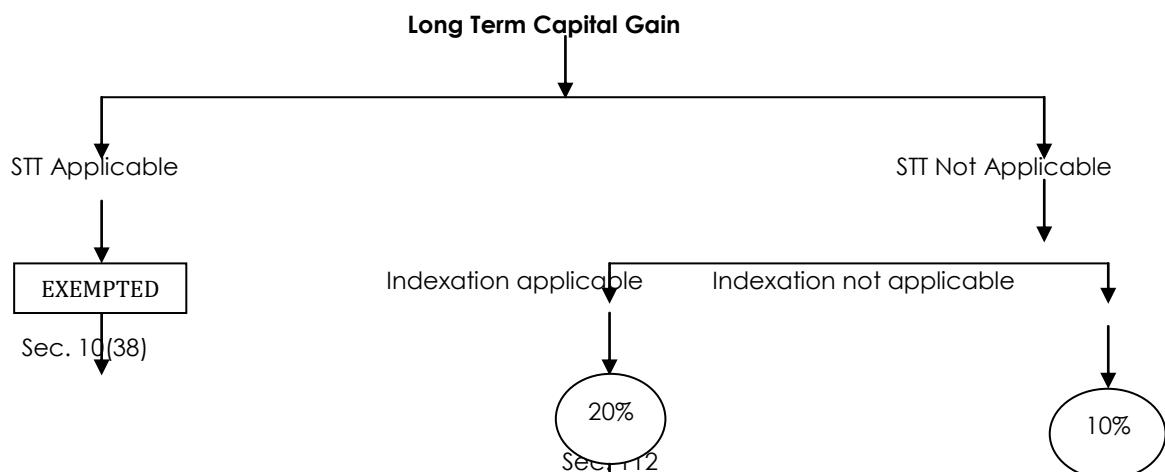 Long Term Capital Gain
STT Applicable
STT Not Applicable
EXEMPTED
Indexation applicable
Indexation not applicable
Sec. 10(38)
20%
10%
Sec. 112